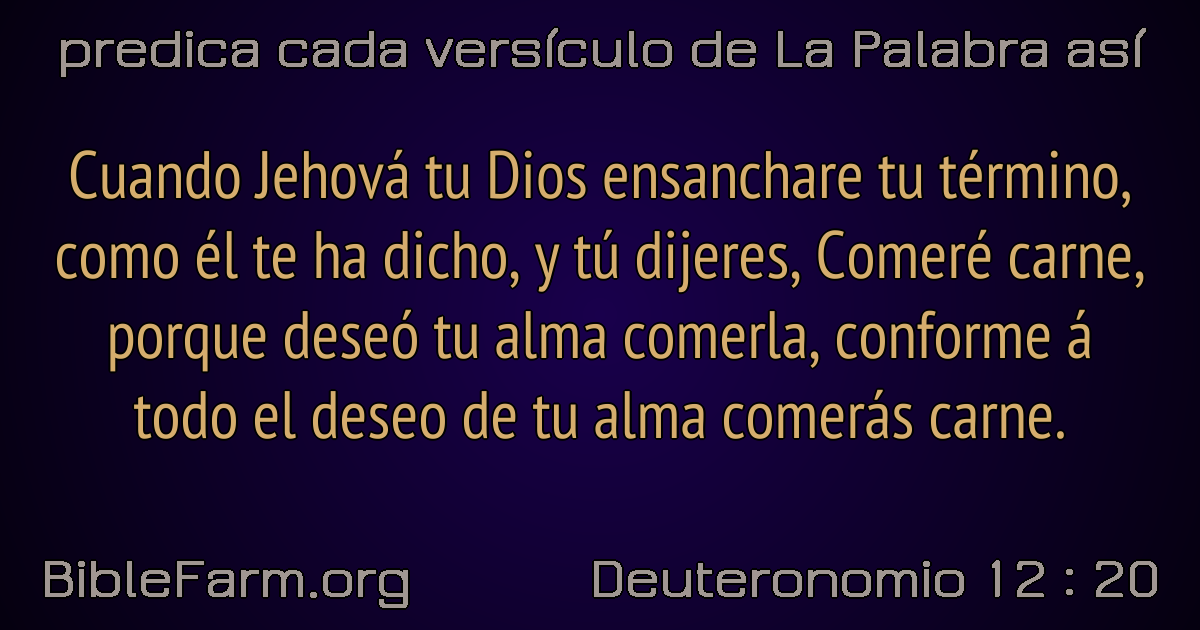 predica cada versículo de La Palabra así
Cuando Jehová tu Dios ensanchare tu término,
como él te ha dicho, y tú dijeres, Comeré carne,
porque deseó tu alma comerla, conforme á
todo el deseo de tu alma comerás carne.
BibleFarm.org
Deuteronomio 12 : 20